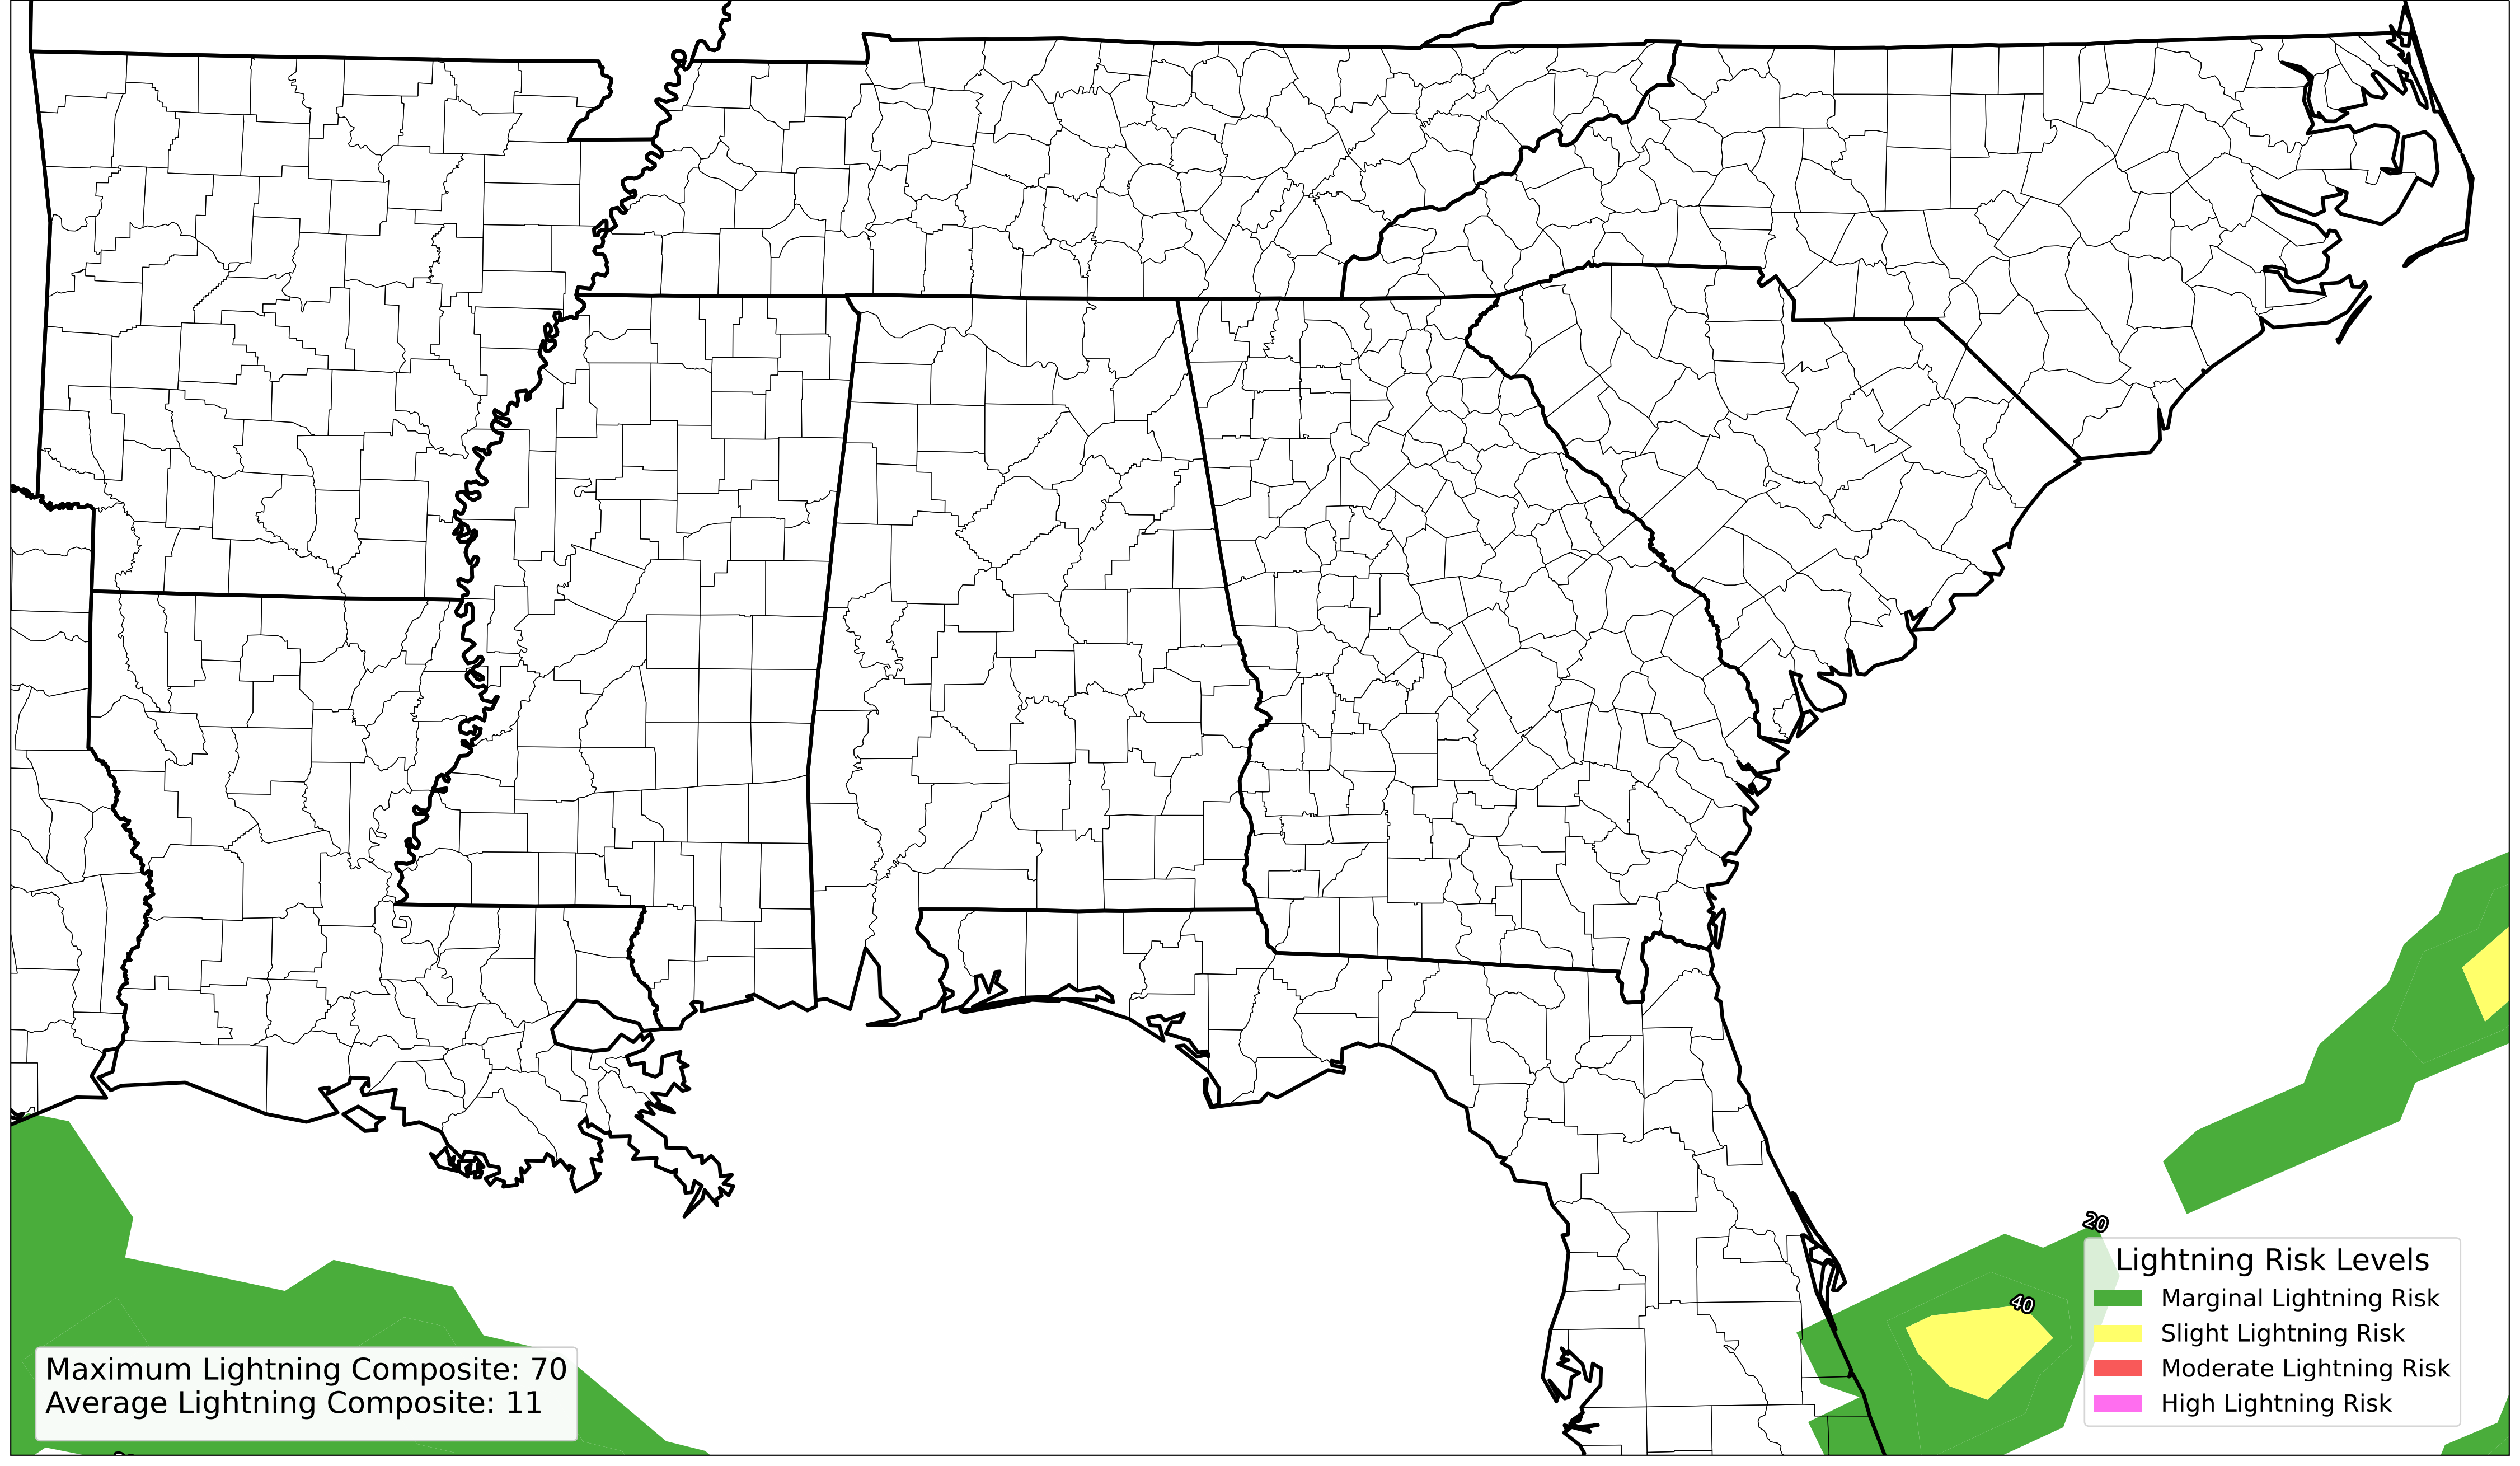 20
40
Lightning Risk Levels
Marginal Lightning Risk
Slight Lightning Risk
Moderate Lightning Risk
High Lightning Risk
Maximum Lightning Composite: 70
Average Lightning Composite: 11